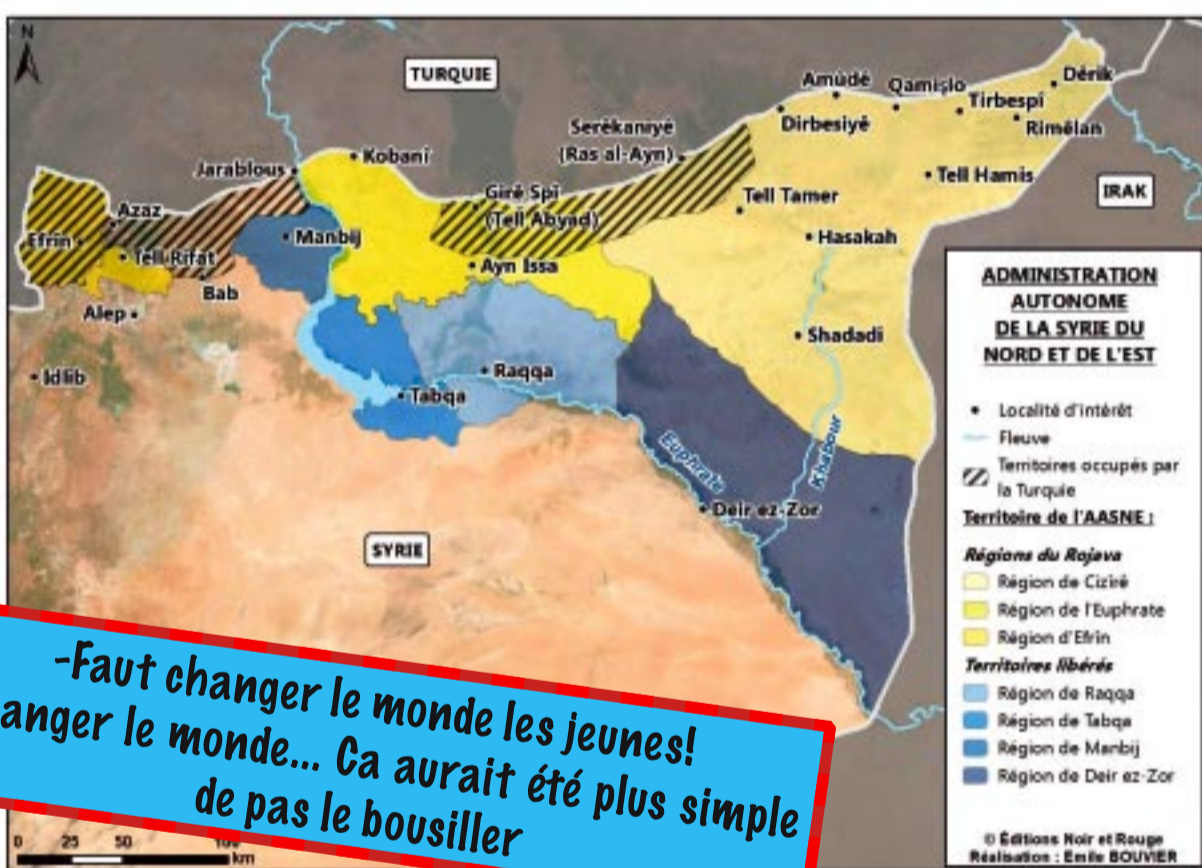 N
TURQUIE
Amûdê
Qamişlo
Dêrik
Tirbespî
Dirbesiyê
Rimêlan
Serêkaniyê
(Ras al-Ayn)
Kobanî
Jarablous
Tell Hamis
IRAK
Girê Spî
(Tell Abyad)
Tell Tamer
Azaz
Efrîn
Manbij
Hasakah
Tell Rifat
Ayn Issa
Bab
Alep
Shadadi
Idlib
Raqqa
Tabqa
Euphrate
Khabour
Deir ez-Zor
SYRIE
ADMINISTRATION
AUTONOME
DE LA SYRIE DU
NORD ET DE L'EST
Localité d'intérêt
Fleuve
Territoires occupés par
la Turquie
Territoire de l'AASNE :
Régions du Rojava
Région de Cizîrê
Région de l'Euphrate
Région d'Efrîn
Territoires libérés
Région de Raqqa
Région de Tabqa
Région de Manbij
Région de Deir ez-Zor
© Éditions Noir et Rouge
Réalisation : Emile BOUVIER
-Faut changer le monde les jeunes!
anger le monde... Ca aurait été plus simple
de pas le bousiller
0 25 50 100
km